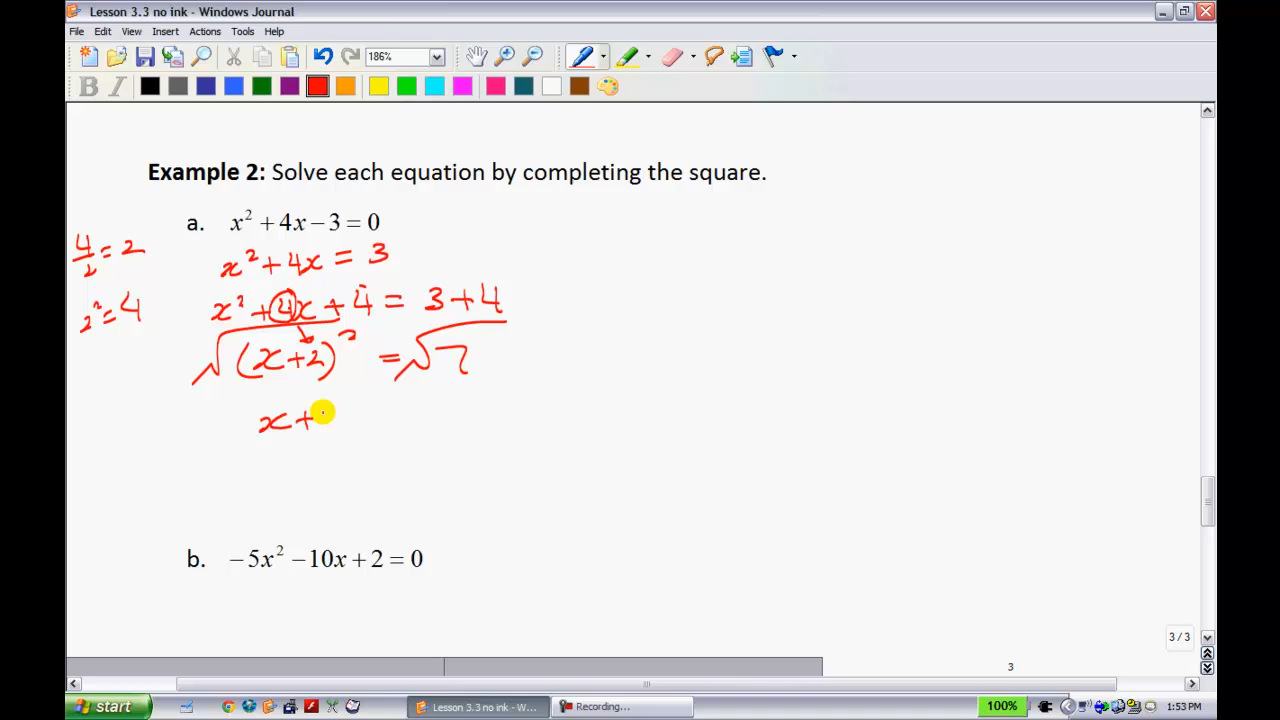 Lesson 3.3 no ink - Windows Journal
File Edit View Insert Actions Tools Help
186%
B I
Example 2: Solve each equation by completing the square.
a. x² + 4x − 3 = 0
4/2 = 2
x² + 4x = 3
2² = 4
x² + 4x + 4 = 3 + 4
√(x+2)² = √7
x+
b. −5x² − 10x + 2 = 0
3/3
3
start
Lesson 3.3 no ink - W...
Recording...
100%
1:53 PM